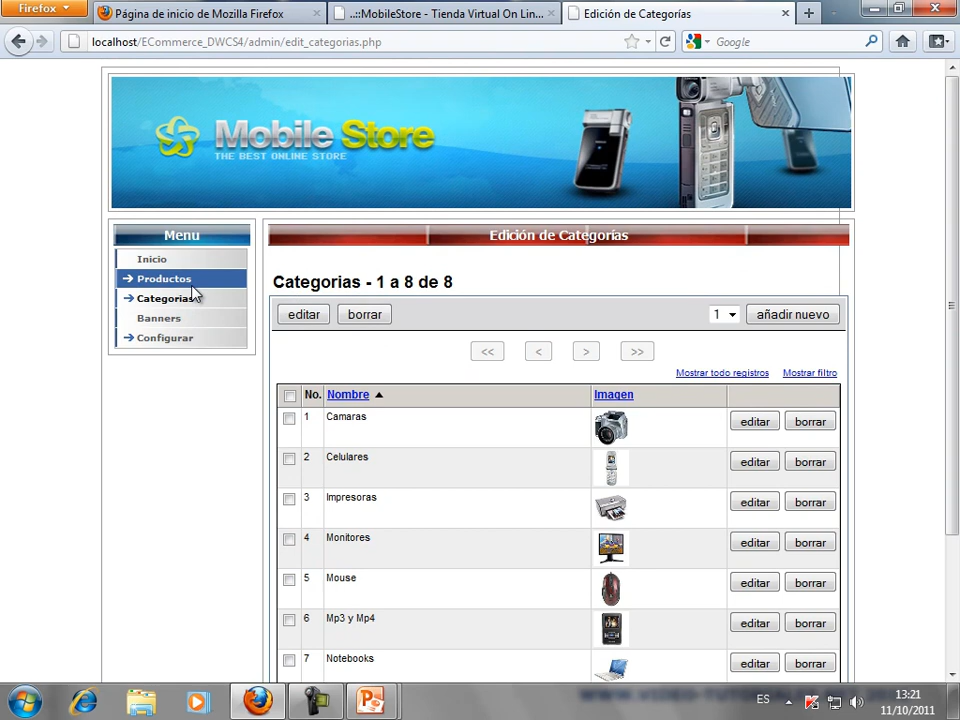 Firefox
Página de inicio de Mozilla Firefox
..::MobileStore - Tienda Virtual On Lin...
Edición de Categorías
localhost/ECommerce_DWCS4/admin/edit_categorias.php
Google
Mobile Store
THE BEST ONLINE STORE
Menu
Inicio
Productos
Categorias
Banners
Configurar
Edición de Categorías
Categorias - 1 a 8 de 8
editar borrar 1 añadir nuevo
<< < > >>
Mostrar todo registros Mostrar filtro
No. Nombre Imagen
1 Camaras editar borrar
2 Celulares editar borrar
3 Impresoras editar borrar
4 Monitores editar borrar
5 Mouse editar borrar
6 Mp3 y Mp4 editar borrar
7 Notebooks editar borrar
ES
13:21
11/10/2011